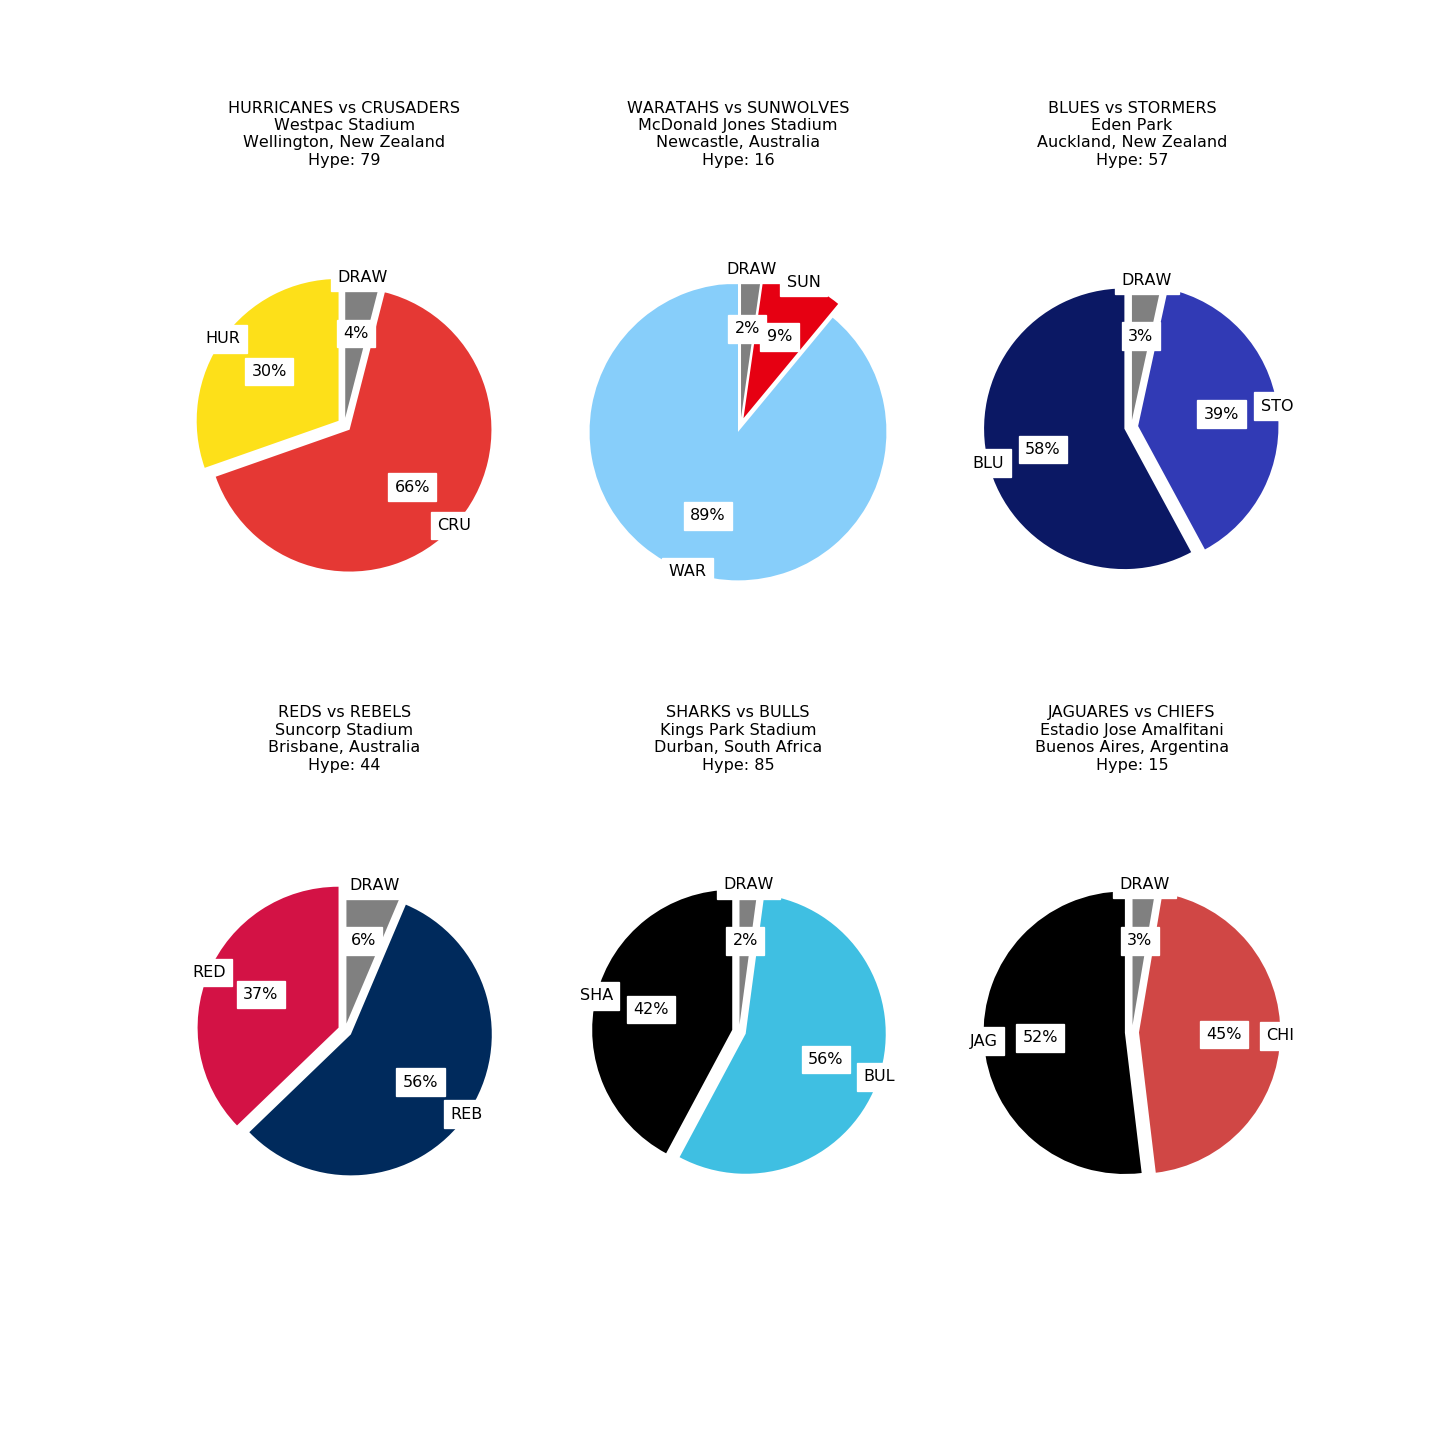 HURRICANES vs CRUSADERS
Westpac Stadium
Wellington, New Zealand
Hype: 79
DRAW
HUR
4%
30%
66%
CRU
WARATAHS vs SUNWOLVES
McDonald Jones Stadium
Newcastle, Australia
Hype: 16
DRAW
SUN
2%
9%
89%
WAR
BLUES vs STORMERS
Eden Park
Auckland, New Zealand
Hype: 57
DRAW
3%
STO
39%
58%
BLU
REDS vs REBELS
Suncorp Stadium
Brisbane, Australia
Hype: 44
DRAW
6%
RED
37%
56%
REB
SHARKS vs BULLS
Kings Park Stadium
Durban, South Africa
Hype: 85
DRAW
2%
SHA
42%
56%
BUL
JAGUARES vs CHIEFS
Estadio Jose Amalfitani
Buenos Aires, Argentina
Hype: 15
DRAW
3%
JAG
52%
45%
CHI